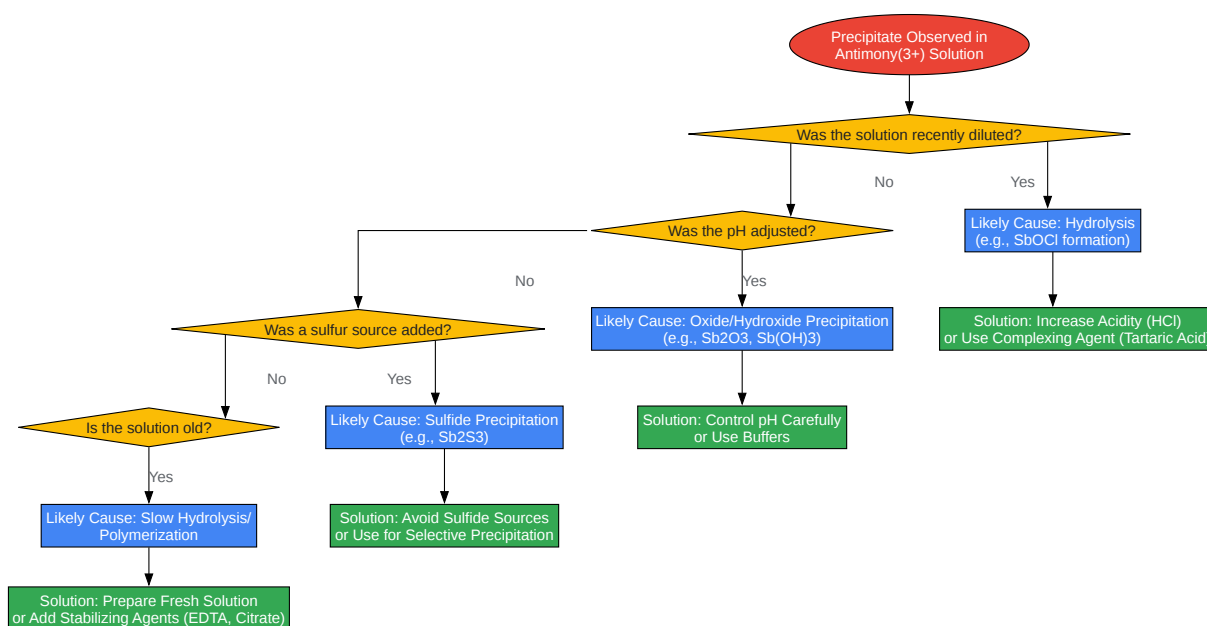 Precipitate Observed in
Antimony(3+) Solution
Was the solution recently diluted?
No
Yes
Likely Cause: Hydrolysis
(e.g., SbOCl formation)
Was the pH adjusted?
No
Yes
Likely Cause: Oxide/Hydroxide Precipitation
(e.g., Sb2O3, Sb(OH)3)
Solution: Increase Acidity (HCl)
or Use Complexing Agent (Tartaric Acid)
Was a sulfur source added?
No
Yes
Likely Cause: Sulfide Precipitation
(e.g., Sb2S3)
Solution: Control pH Carefully
or Use Buffers
Is the solution old?
Yes
Likely Cause: Slow Hydrolysis/
Polymerization
Solution: Avoid Sulfide Sources
or Use for Selective Precipitation
Solution: Prepare Fresh Solution
or Add Stabilizing Agents (EDTA, Citrate)